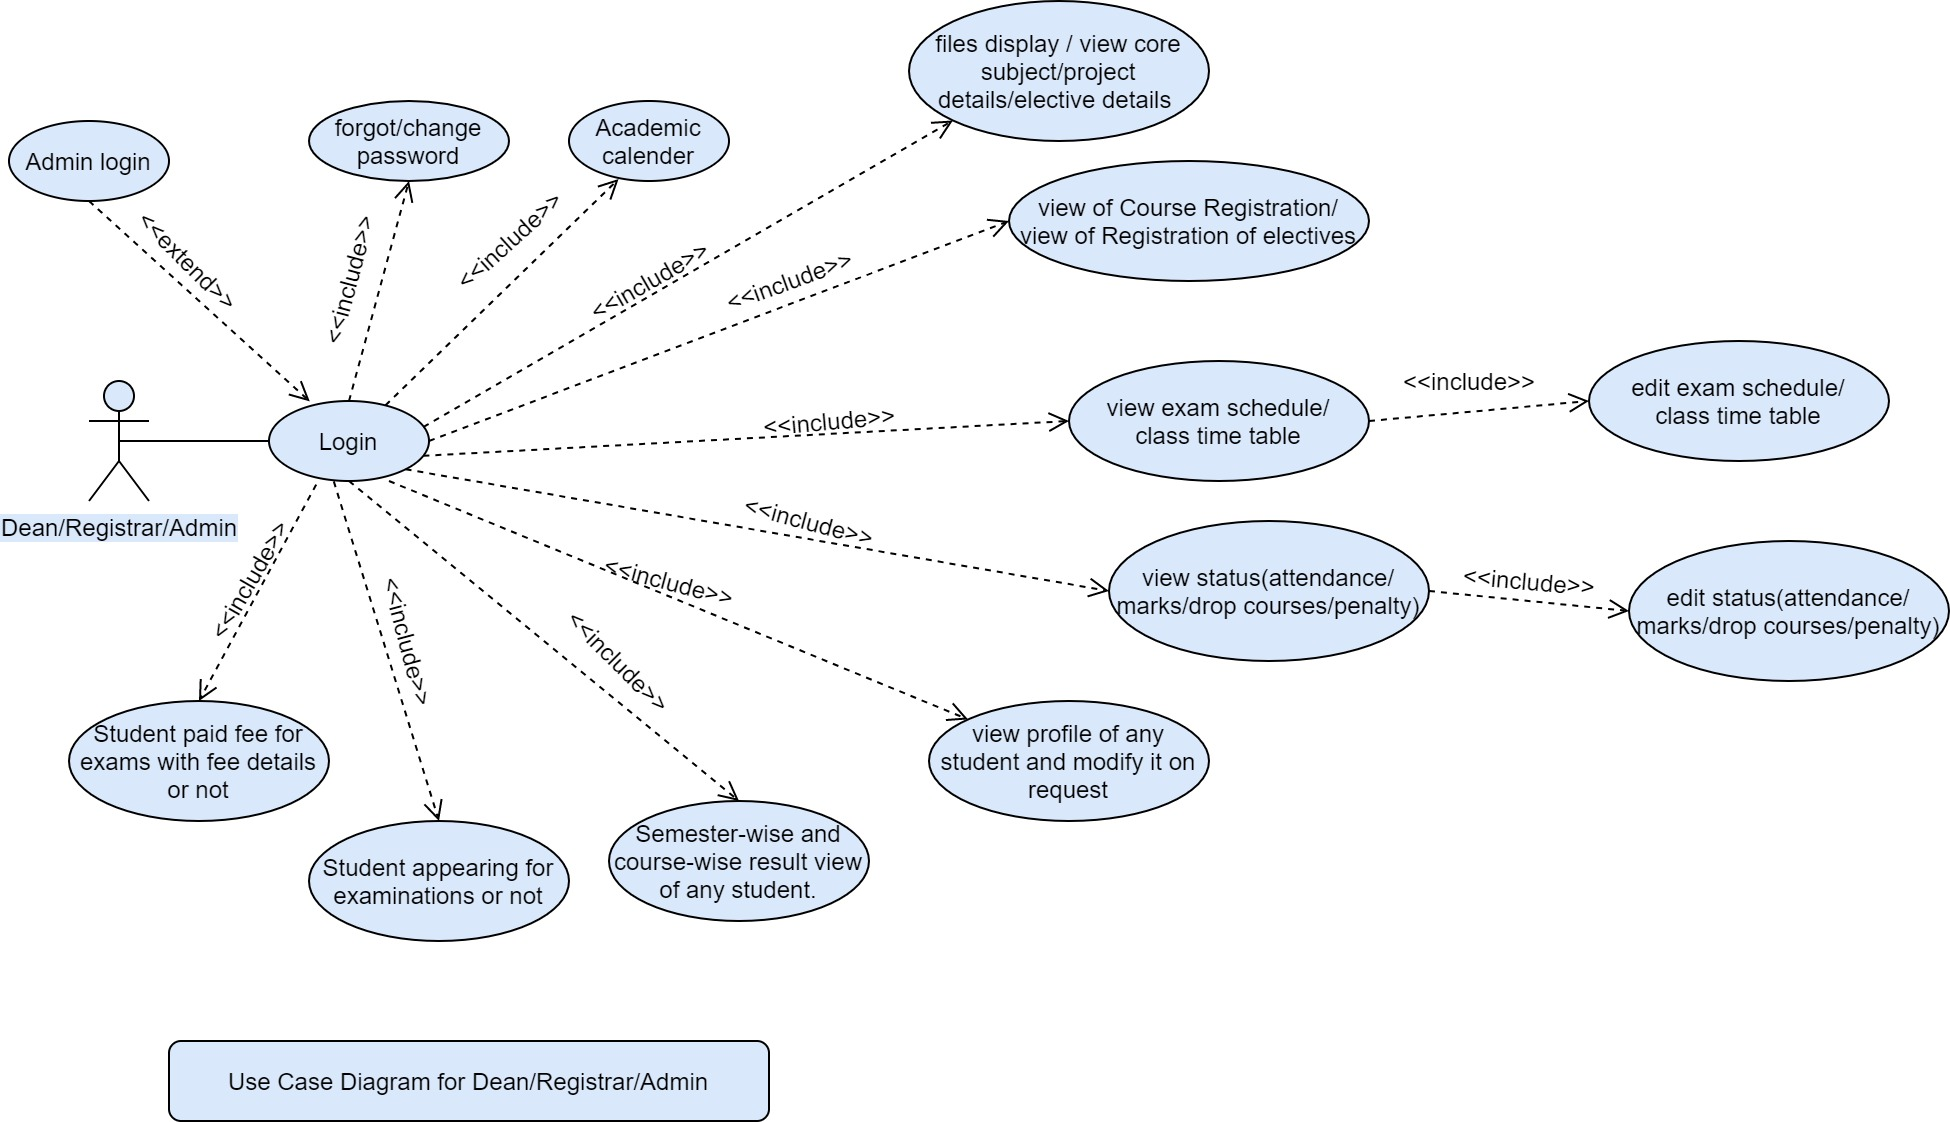 files display / view core
subject/project
details/elective details
forgot/change
password
Academic
calender
Admin login
<<extend>>
<<include>>
<<include>>
<<include>>
<<include>>
view of Course Registration/
view of Registration of electives
<<include>>
view exam schedule/
class time table
<<include>>
edit exam schedule/
class time table
Login
Dean/Registrar/Admin
<<include>>
<<include>>
<<include>>
<<include>>
<<include>>
view status(attendance/
marks/drop courses/penalty)
<<include>>
edit status(attendance/
marks/drop courses/penalty)
Student paid fee for
exams with fee details
or not
view profile of any
student and modify it on
request
Student appearing for
examinations or not
Semester-wise and
course-wise result view
of any student.
Use Case Diagram for Dean/Registrar/Admin